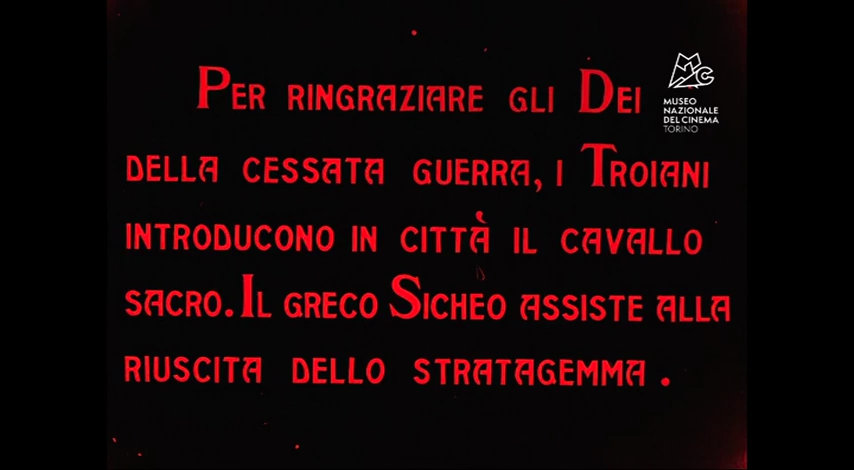 PER RINGRAZIARE GLI DEI
DELLA CESSATA GUERRA, I TROIANI
INTRODUCONO IN CITTÀ IL CAVALLO
SACRO. IL GRECO SICHEO ASSISTE ALLA
RIUSCITA DELLO STRATAGEMMA.
MUSEO
NAZIONALE
DEL CINEMA
TORINO